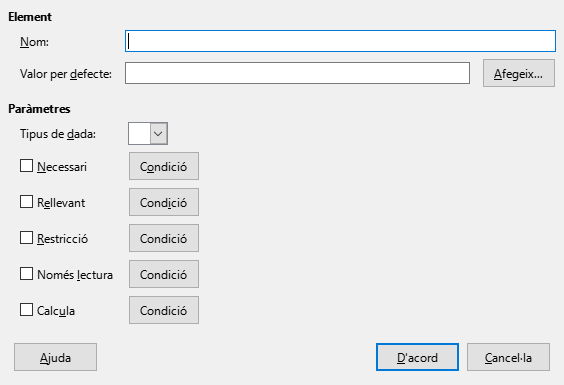 Element
Nom:
Valor per defecte:
Afegeix...
Paràmetres
Tipus de dada:
Necessari
Condició
Rellevant
Condició
Restricció
Condició
Només lectura
Condició
Calcula
Condició
Ajuda
D'acord
Cancel·la